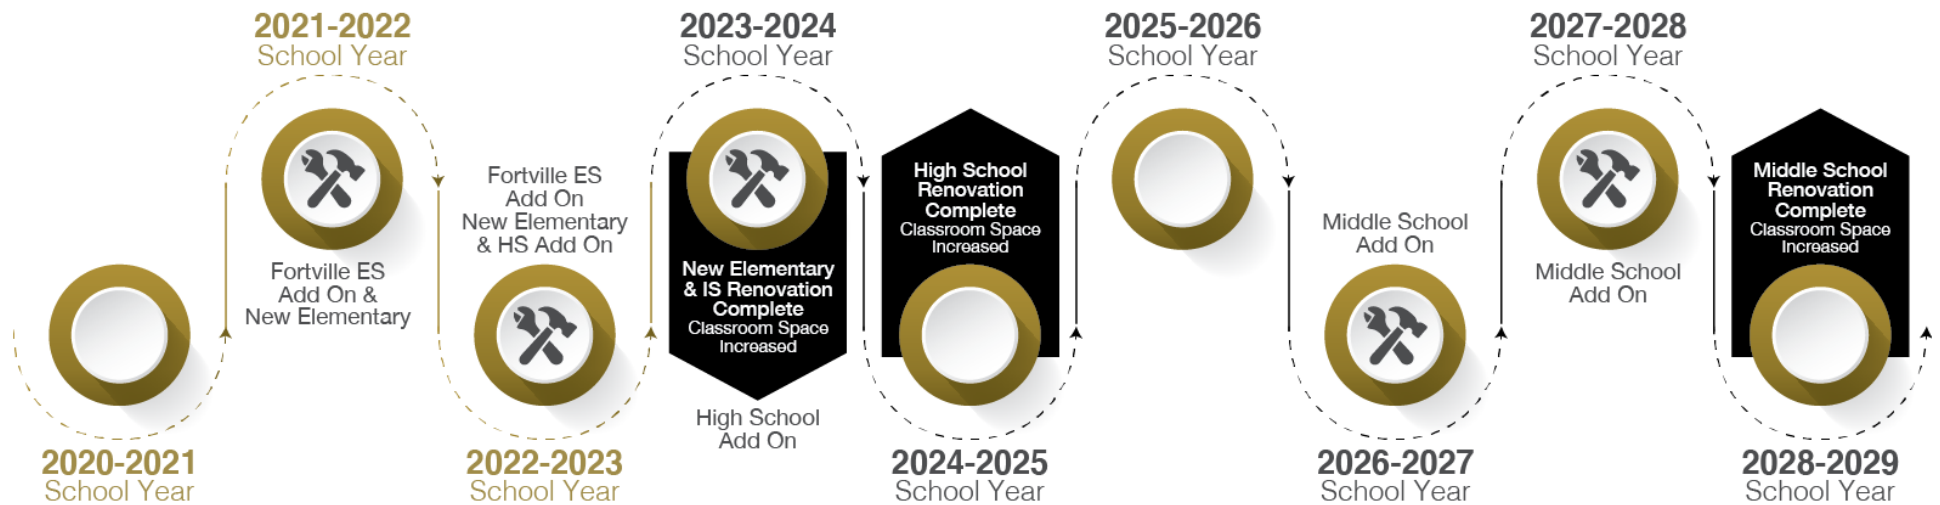 2020-2021
School Year
2021-2022
School Year
Fortville ES
Add On &
New Elementary
Fortville ES
Add On
New Elementary
& HS Add On
2022-2023
School Year
2023-2024
School Year
New Elementary
& IS Renovation
Complete
Classroom Space
Increased
High School
Add On
High School
Renovation
Complete
Classroom Space
Increased
2024-2025
School Year
2025-2026
School Year
Middle School
Add On
2026-2027
School Year
2027-2028
School Year
Middle School
Add On
Middle School
Renovation
Complete
Classroom Space
Increased
2028-2029
School Year